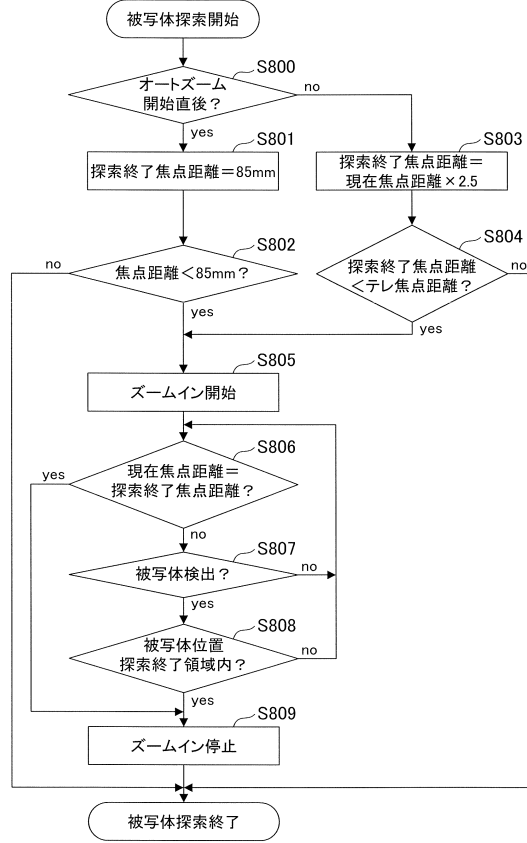 被写体探索開始
S800
オートズーム
開始直後？
no
yes
S801
探索終了焦点距離＝85mm
S803
探索終了焦点距離＝
現在焦点距離×2.5
S802
焦点距離＜85mm？
no
yes
S804
探索終了焦点距離
＜テレ焦点距離？
no
yes
S805
ズームイン開始
S806
現在焦点距離＝
探索終了焦点距離？
yes
no
S807
被写体検出？
no
yes
S808
被写体位置
探索終了領域内？
no
yes
S809
ズームイン停止
被写体探索終了